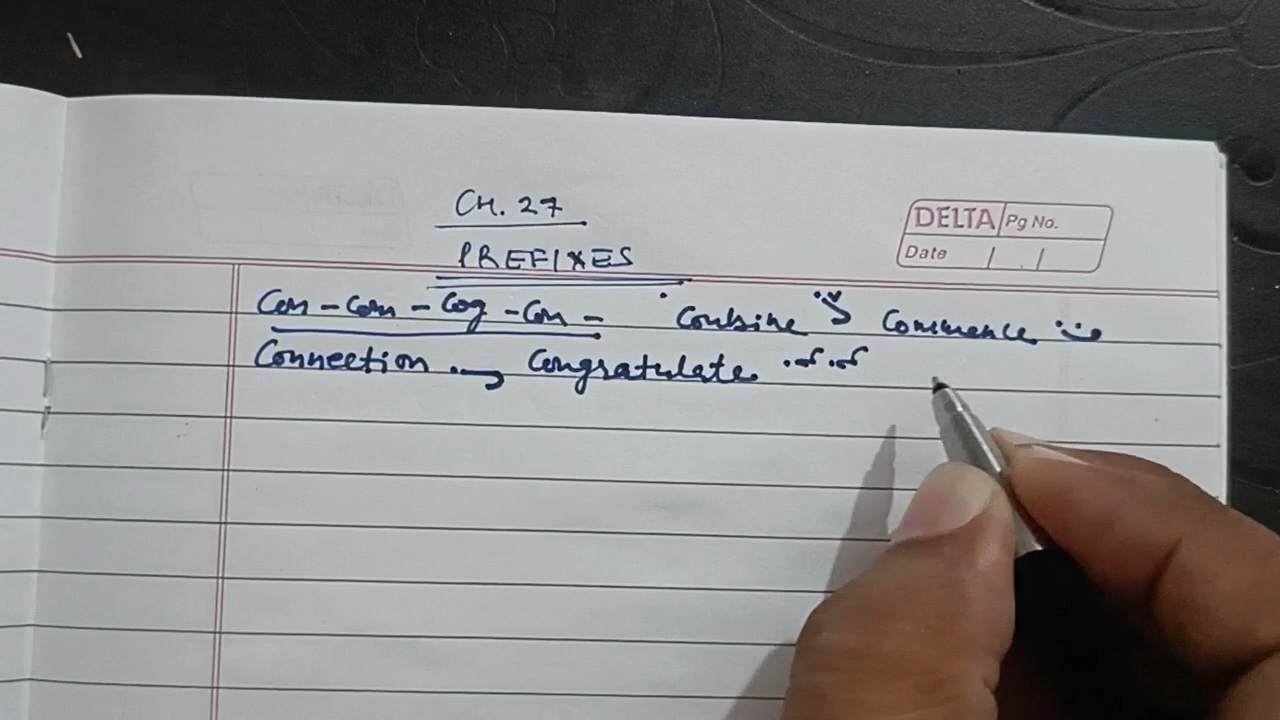 CH. 27
PREFIXES
DELTA Pg No.
Date / /
Con - Com - Cog - Con - Combine Commence
Connection Congratulate